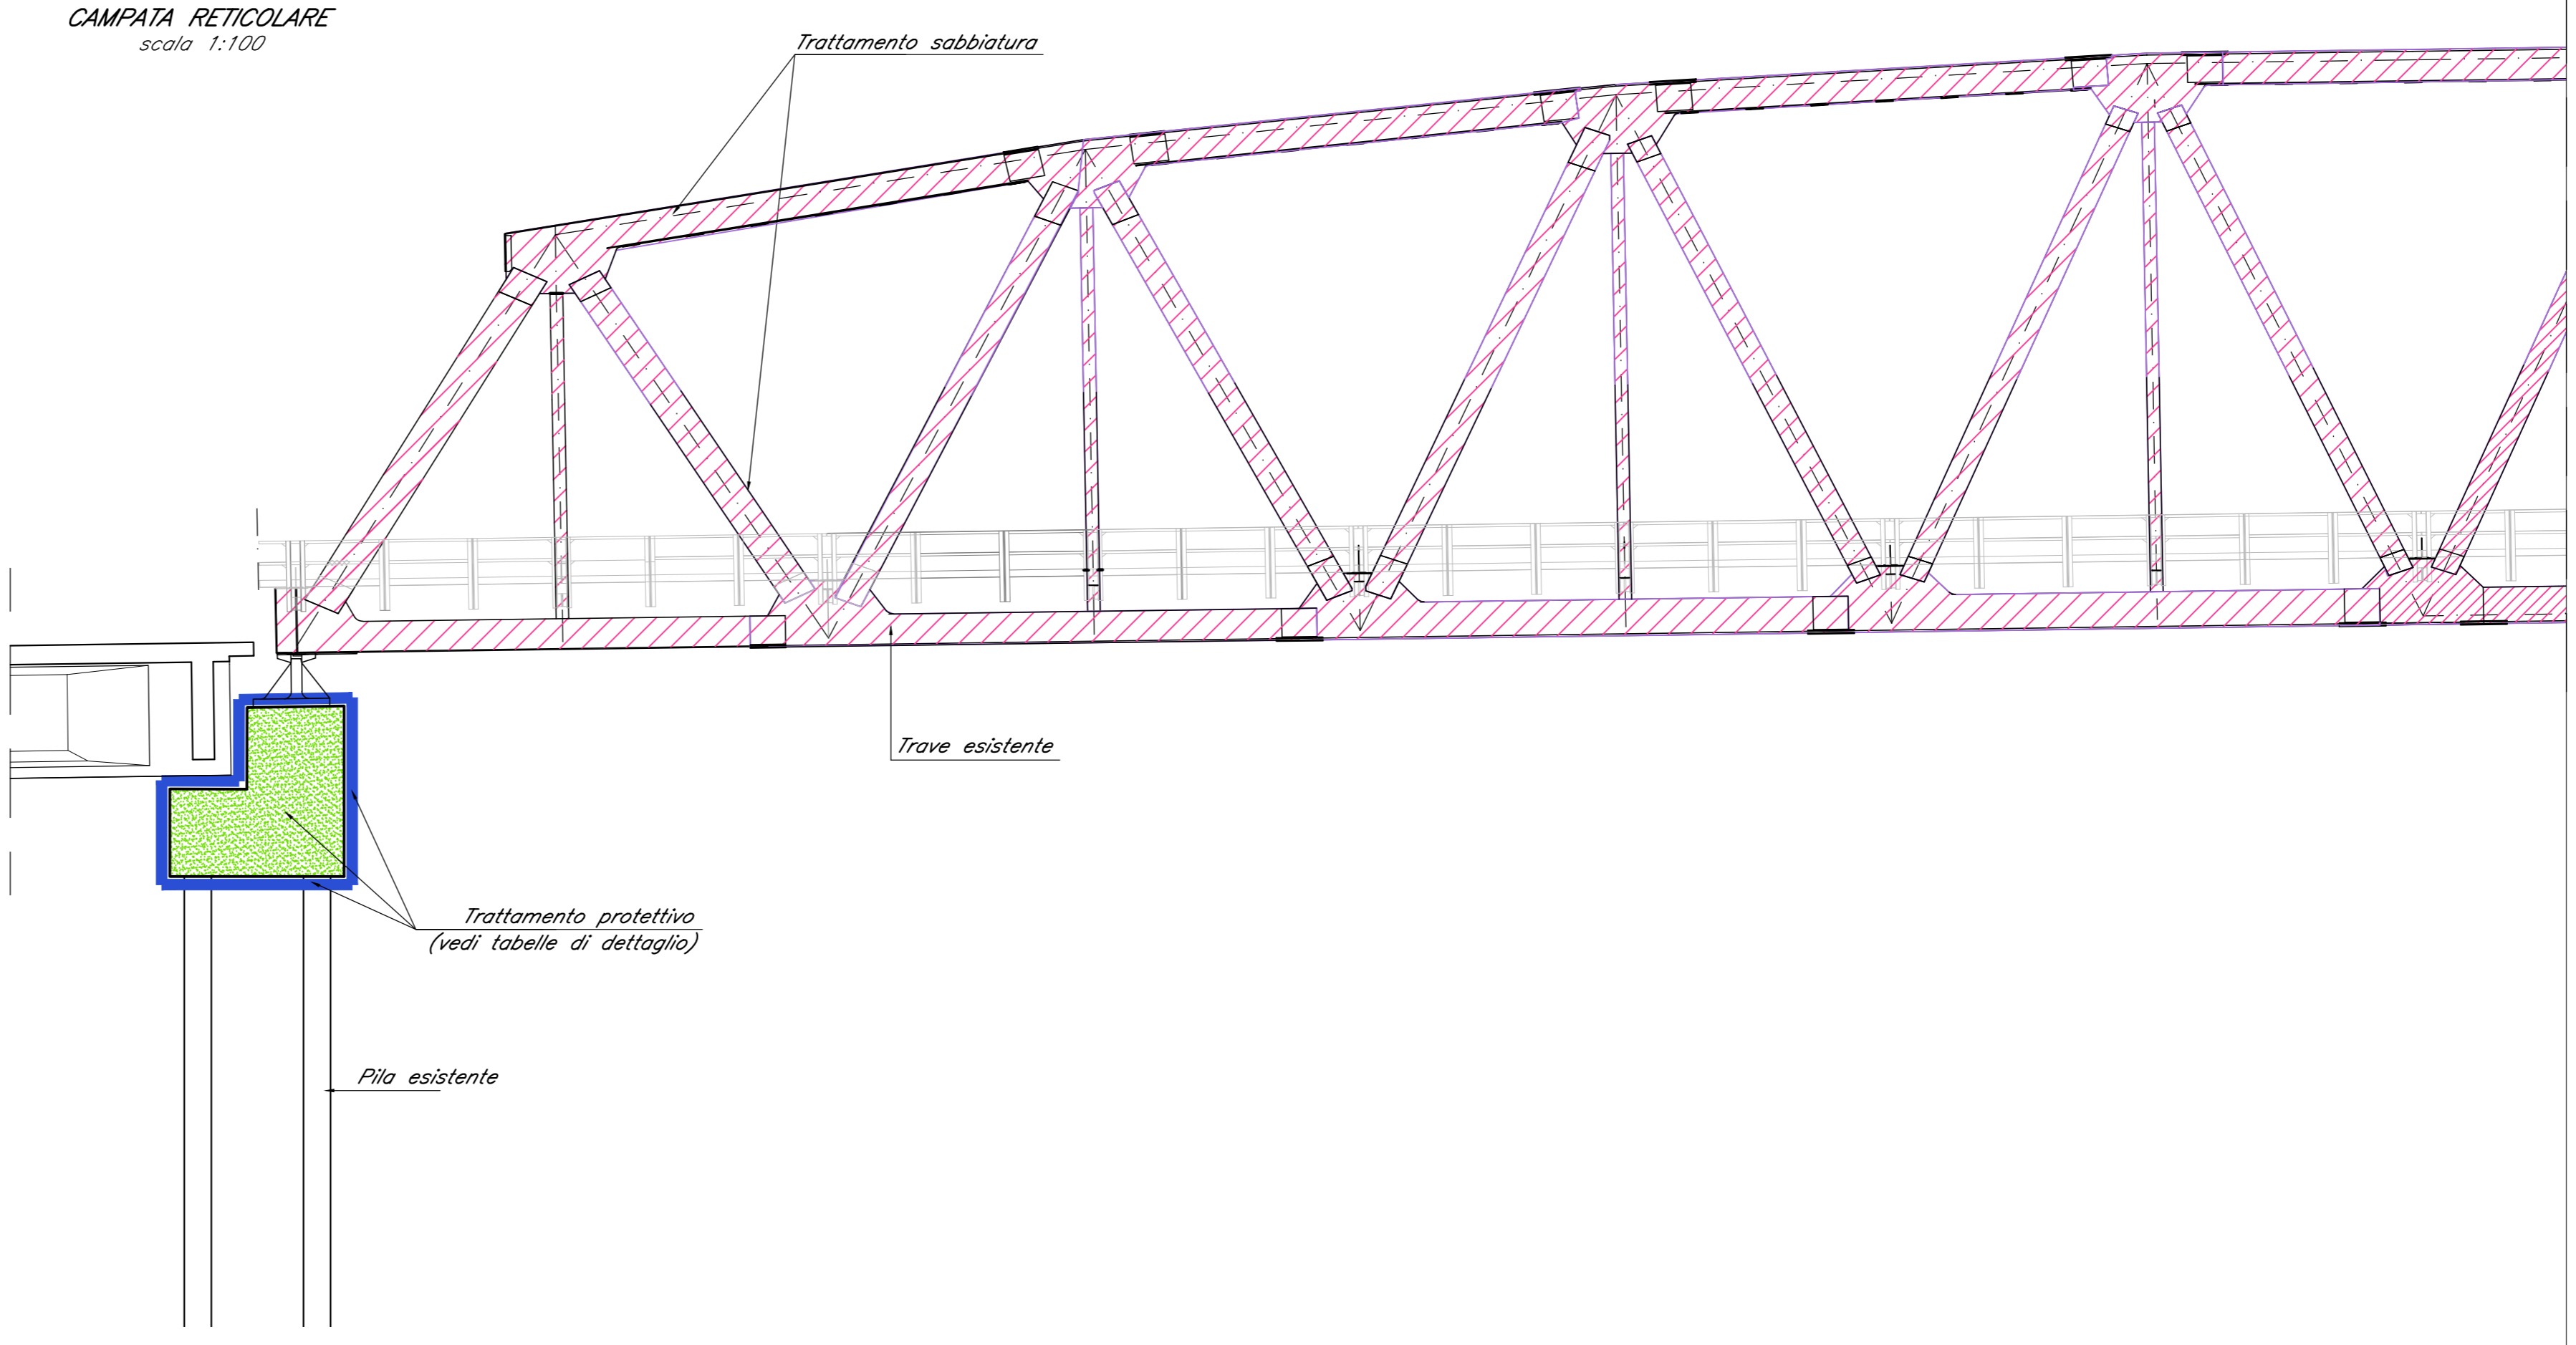 CAMPATA RETICOLARE
scala 1:100
Trattamento sabbiatura
Trave esistente
Trattamento protettivo
(vedi tabelle di dettaglio)
Pila esistente